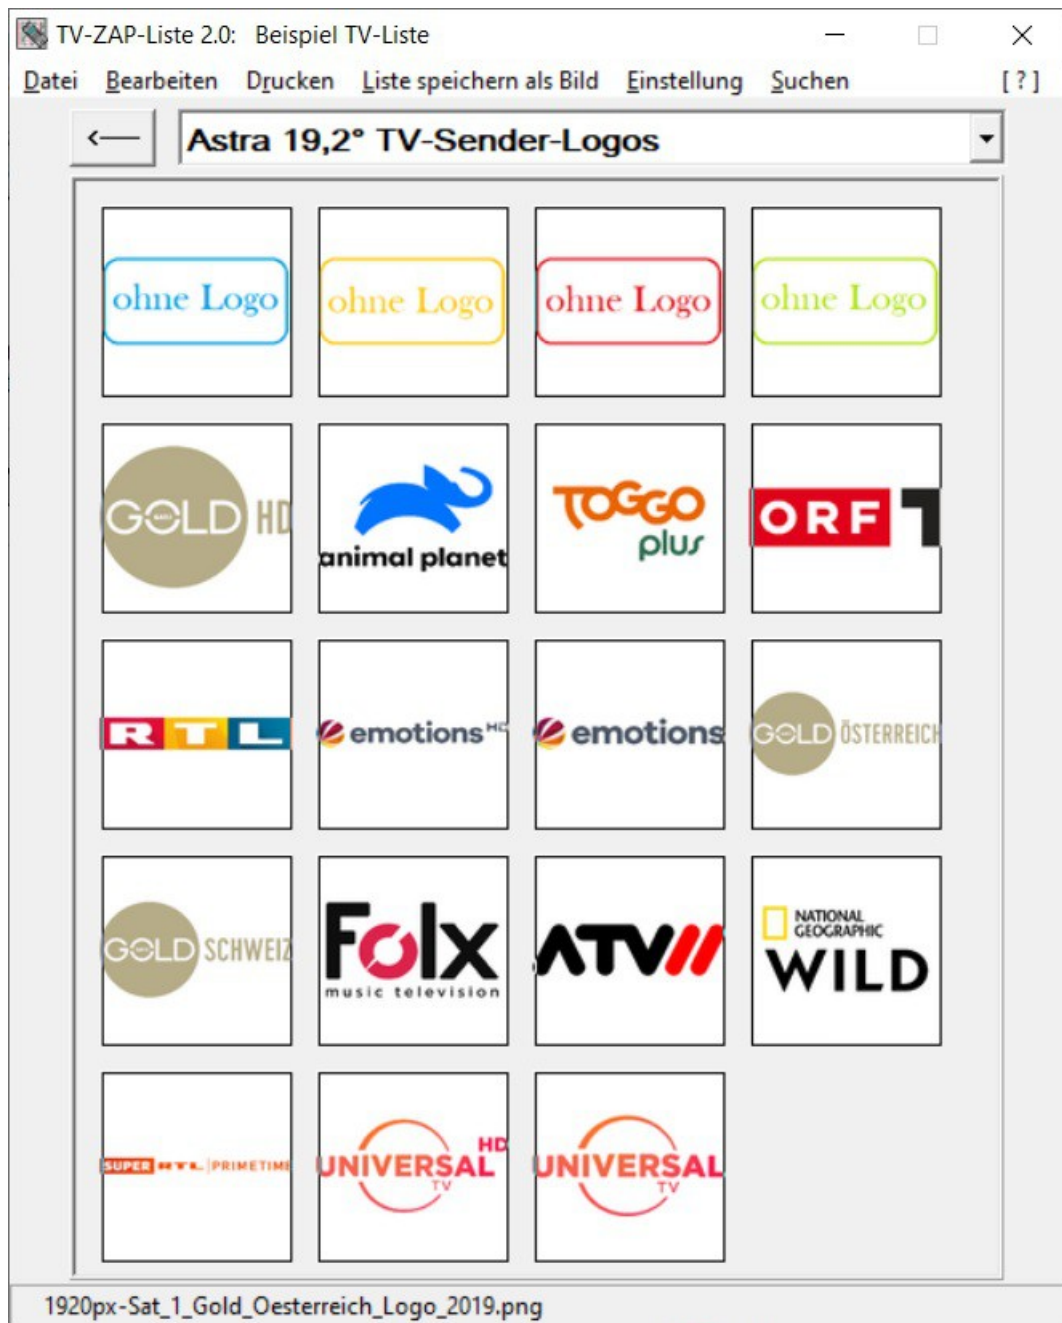 TV-ZAP-Liste 2.0: Beispiel TV-Liste
Datei Bearbeiten Drucken Liste speichern als Bild Einstellung Suchen [ ? ]
<—— Astra 19,2° TV-Sender-Logos
ohne Logo ohne Logo ohne Logo ohne Logo
GOLD HD
animal planet
TOGGO
plus
ORF 1
RTL
emotions HD
emotions
GOLD ÖSTERREICH
GOLD SCHWEIZ
Folx
music television
ATV II
NATIONAL
GEOGRAPHIC
WILD
SUPER RTL | PRIMETIME
HD
UNIVERSAL
TV
UNIVERSAL
TV
1920px-Sat_1_Gold_Oesterreich_Logo_2019.png